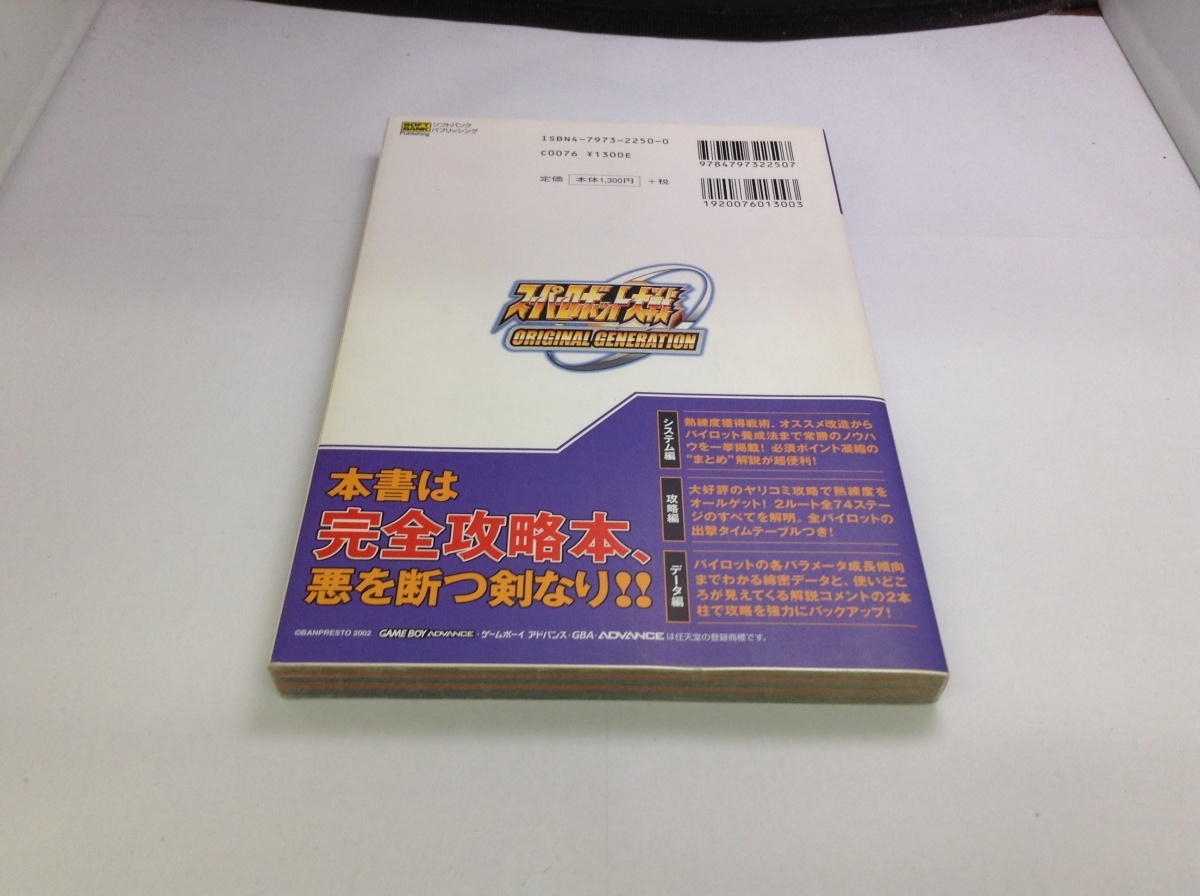 SOFT BANK Publishing
ソフトバンク
パブリッシング
ISBN4-7973-2250-0
C0076 ¥1300E
定価 本体1,300円 +税
9784797322507
1920076013003
スーパーロボット大戦
ORIGINAL GENERATION
本書は
完全攻略本、
悪を断つ剣なり!!
システム編
熟練度獲得戦術、オススメ改造から
パイロット養成法まで常勝のノウハ
ウを一挙掲載! 必須ポイント凝縮の
"まとめ"解説が超便利!
攻略編
大好評のヤリコミ攻略で熟練度を
オールゲット! 2ルート全74ステー
ジのすべてを解明。全パイロットの
出撃タイムテーブルつき!
データ編
パイロットの各パラメータ成長傾向
までわかる綿密データと、使いどこ
ろが見えてくる解説コメントの2本
柱で攻略を強力にバックアップ!
©BANPRESTO 2002 GAME BOY ADVANCE・ゲームボーイ アドバンス・GBA・ADVANCEは任天堂の登録商標です。